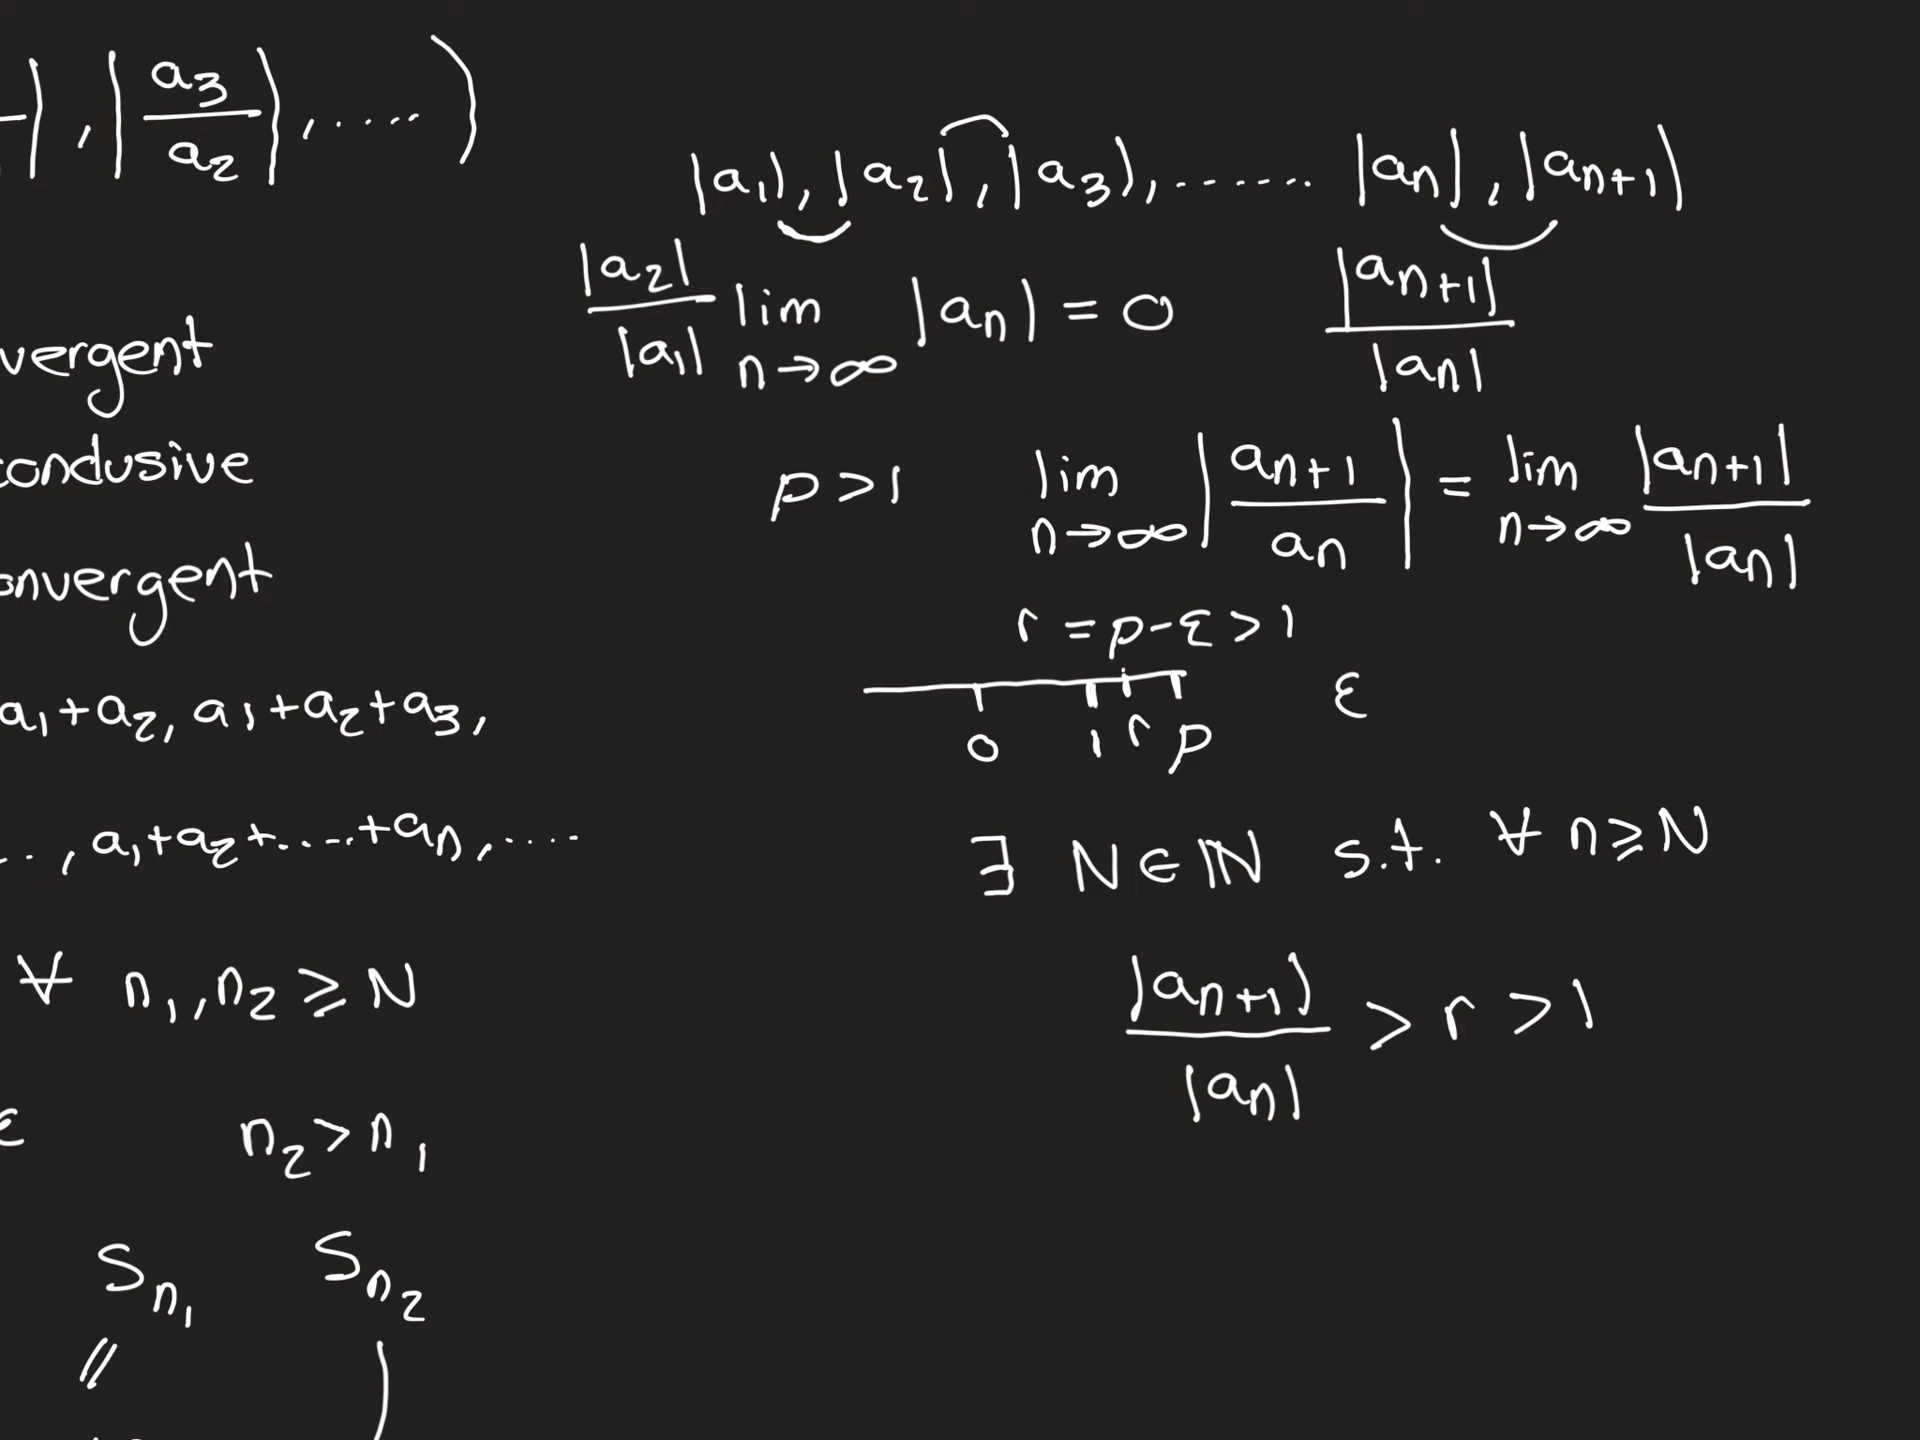 |, |a3/a2|, ..... )
vergent
conclusive
onvergent
a1+a2, a1+a2+a3,
..., a1+a2+....+an, ....
∀ n1, n2 ⩾ N
ε n2 > n1
Sn1 Sn2
||
|a1|, |a2|, |a3|, ...... |an|, |an+1|
|a2|/|a1| lim n→∞ |an| = 0 |an+1|/|an|
p > 1 lim n→∞ |an+1/an| = lim n→∞ |an+1|/|an|
r = p-ε > 1
ε
0 1 r p
∃ N ∈ ℕ s.t. ∀ n ⩾ N
|an+1|/|an| > r > 1